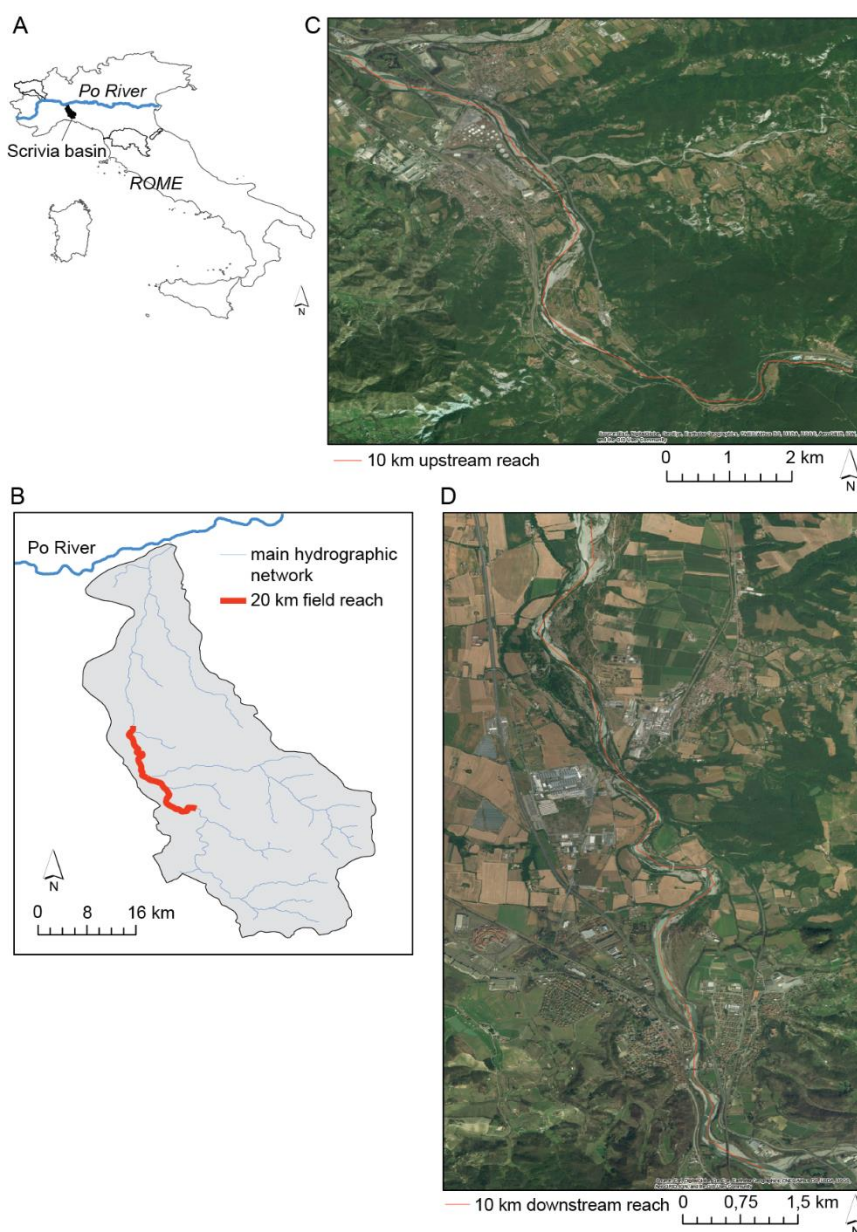 A
Po River
Scrivia basin
ROME
N
C
10 km upstream reach
0 1 2 km
N
B
Po River
main hydrographic
network
20 km field reach
N
0 8 16 km
D
10 km downstream reach
0 0,75 1,5 km
N